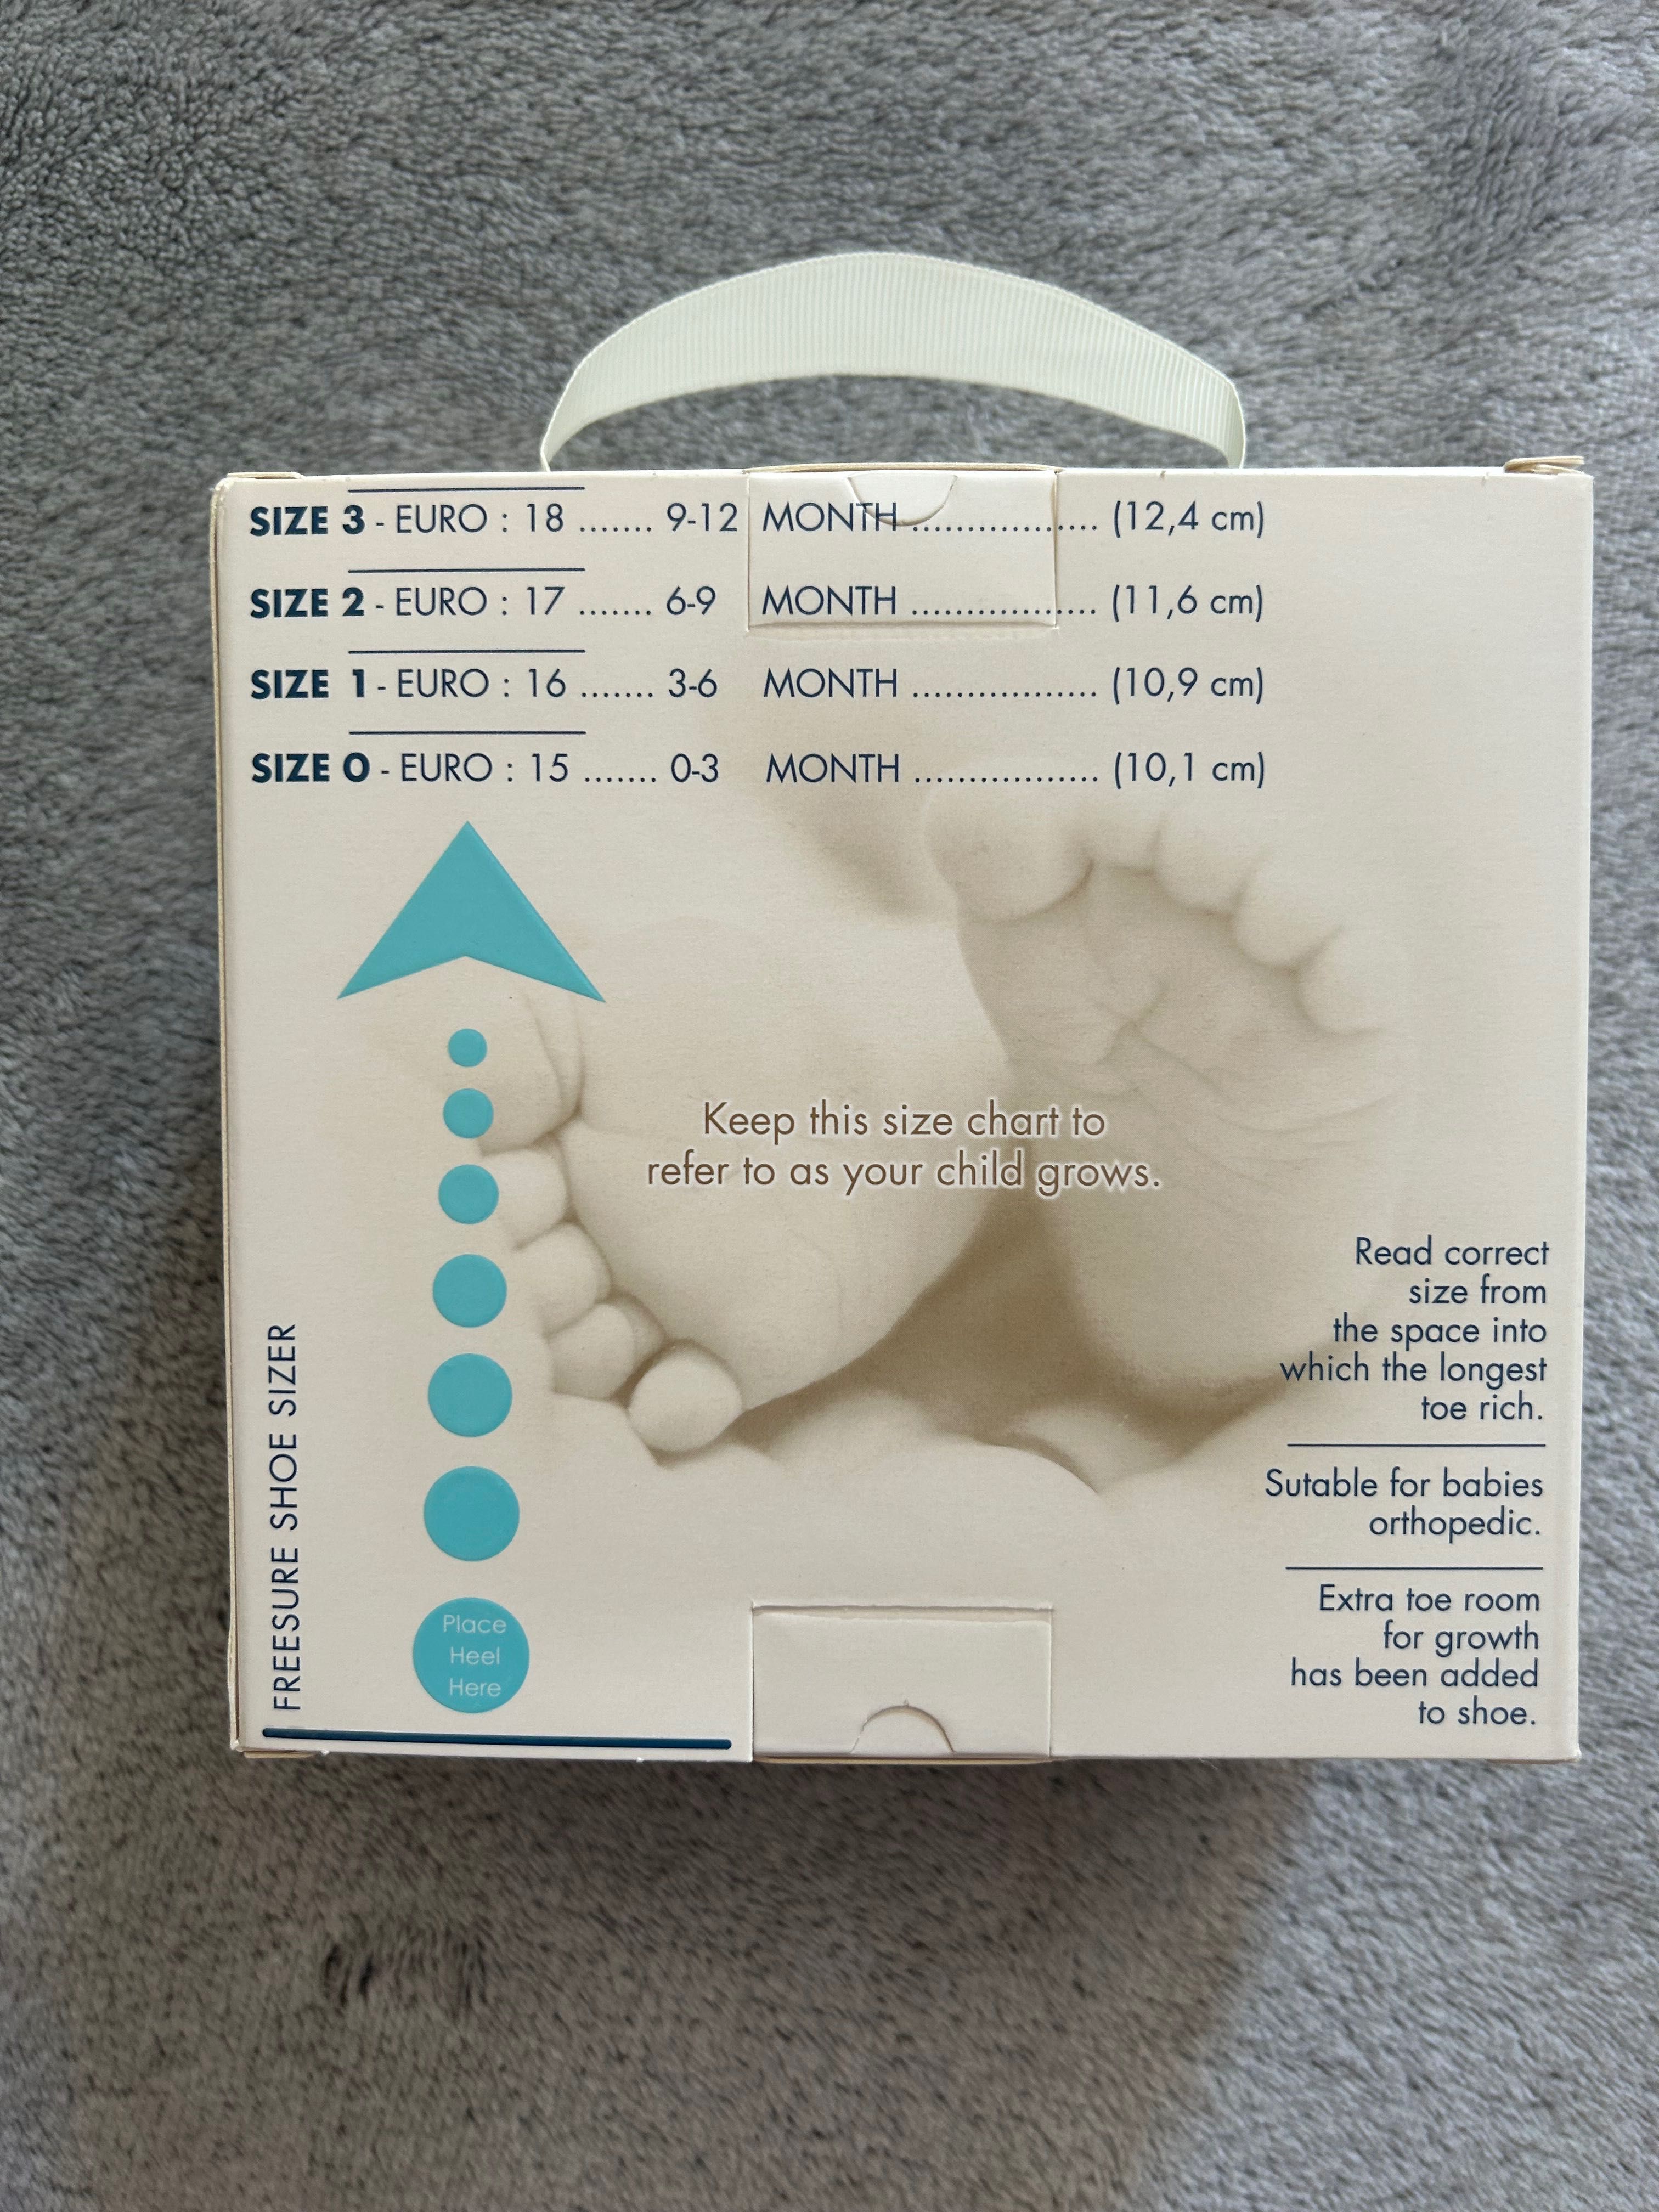 SIZE 3 - EURO : 18 ....... 9-12 MONTH ..................... (12,4 cm)
SIZE 2 - EURO : 17 ....... 6-9 MONTH ..................... (11,6 cm)
SIZE 1 - EURO : 16 ....... 3-6 MONTH ..................... (10,9 cm)
SIZE 0 - EURO : 15 ....... 0-3 MONTH ..................... (10,1 cm)
Keep this size chart to
refer to as your child grows.
Read correct
size from
the space into
which the longest
toe rich.
Sutable for babies
orthopedic.
Extra toe room
for growth
has been added
to shoe.
FREESURE SHOE SIZER
Place
Heel
Here